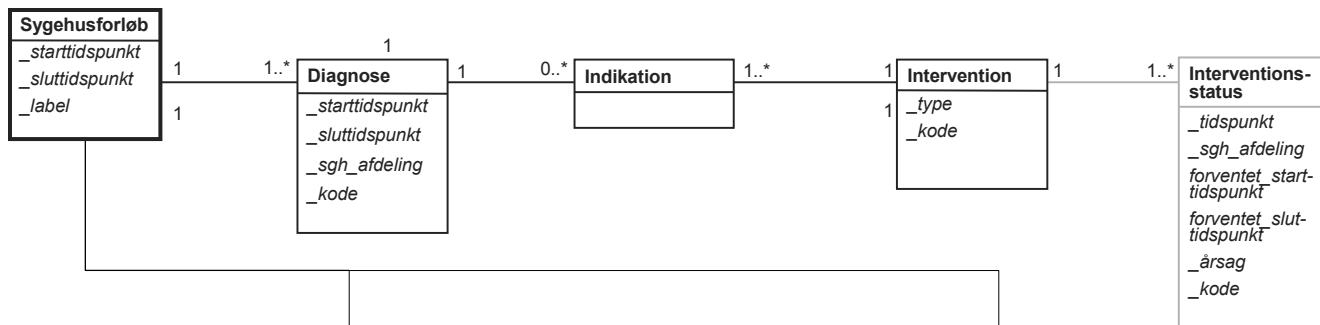 Sygehusforløb
_starttidspunkt
_sluttidspunkt
_label
1
1
1..*
1
Diagnose
_starttidspunkt
_sluttidspunkt
_sgh_afdeling
_kode
1
0..*
Indikation
1..*
1
1
Intervention
_type
_kode
1
1..*
Interventions-
status
_tidspunkt
_sgh_afdeling
forventet_start-
tidspunkt
forventet_slut-
tidspunkt
_årsag
_kode